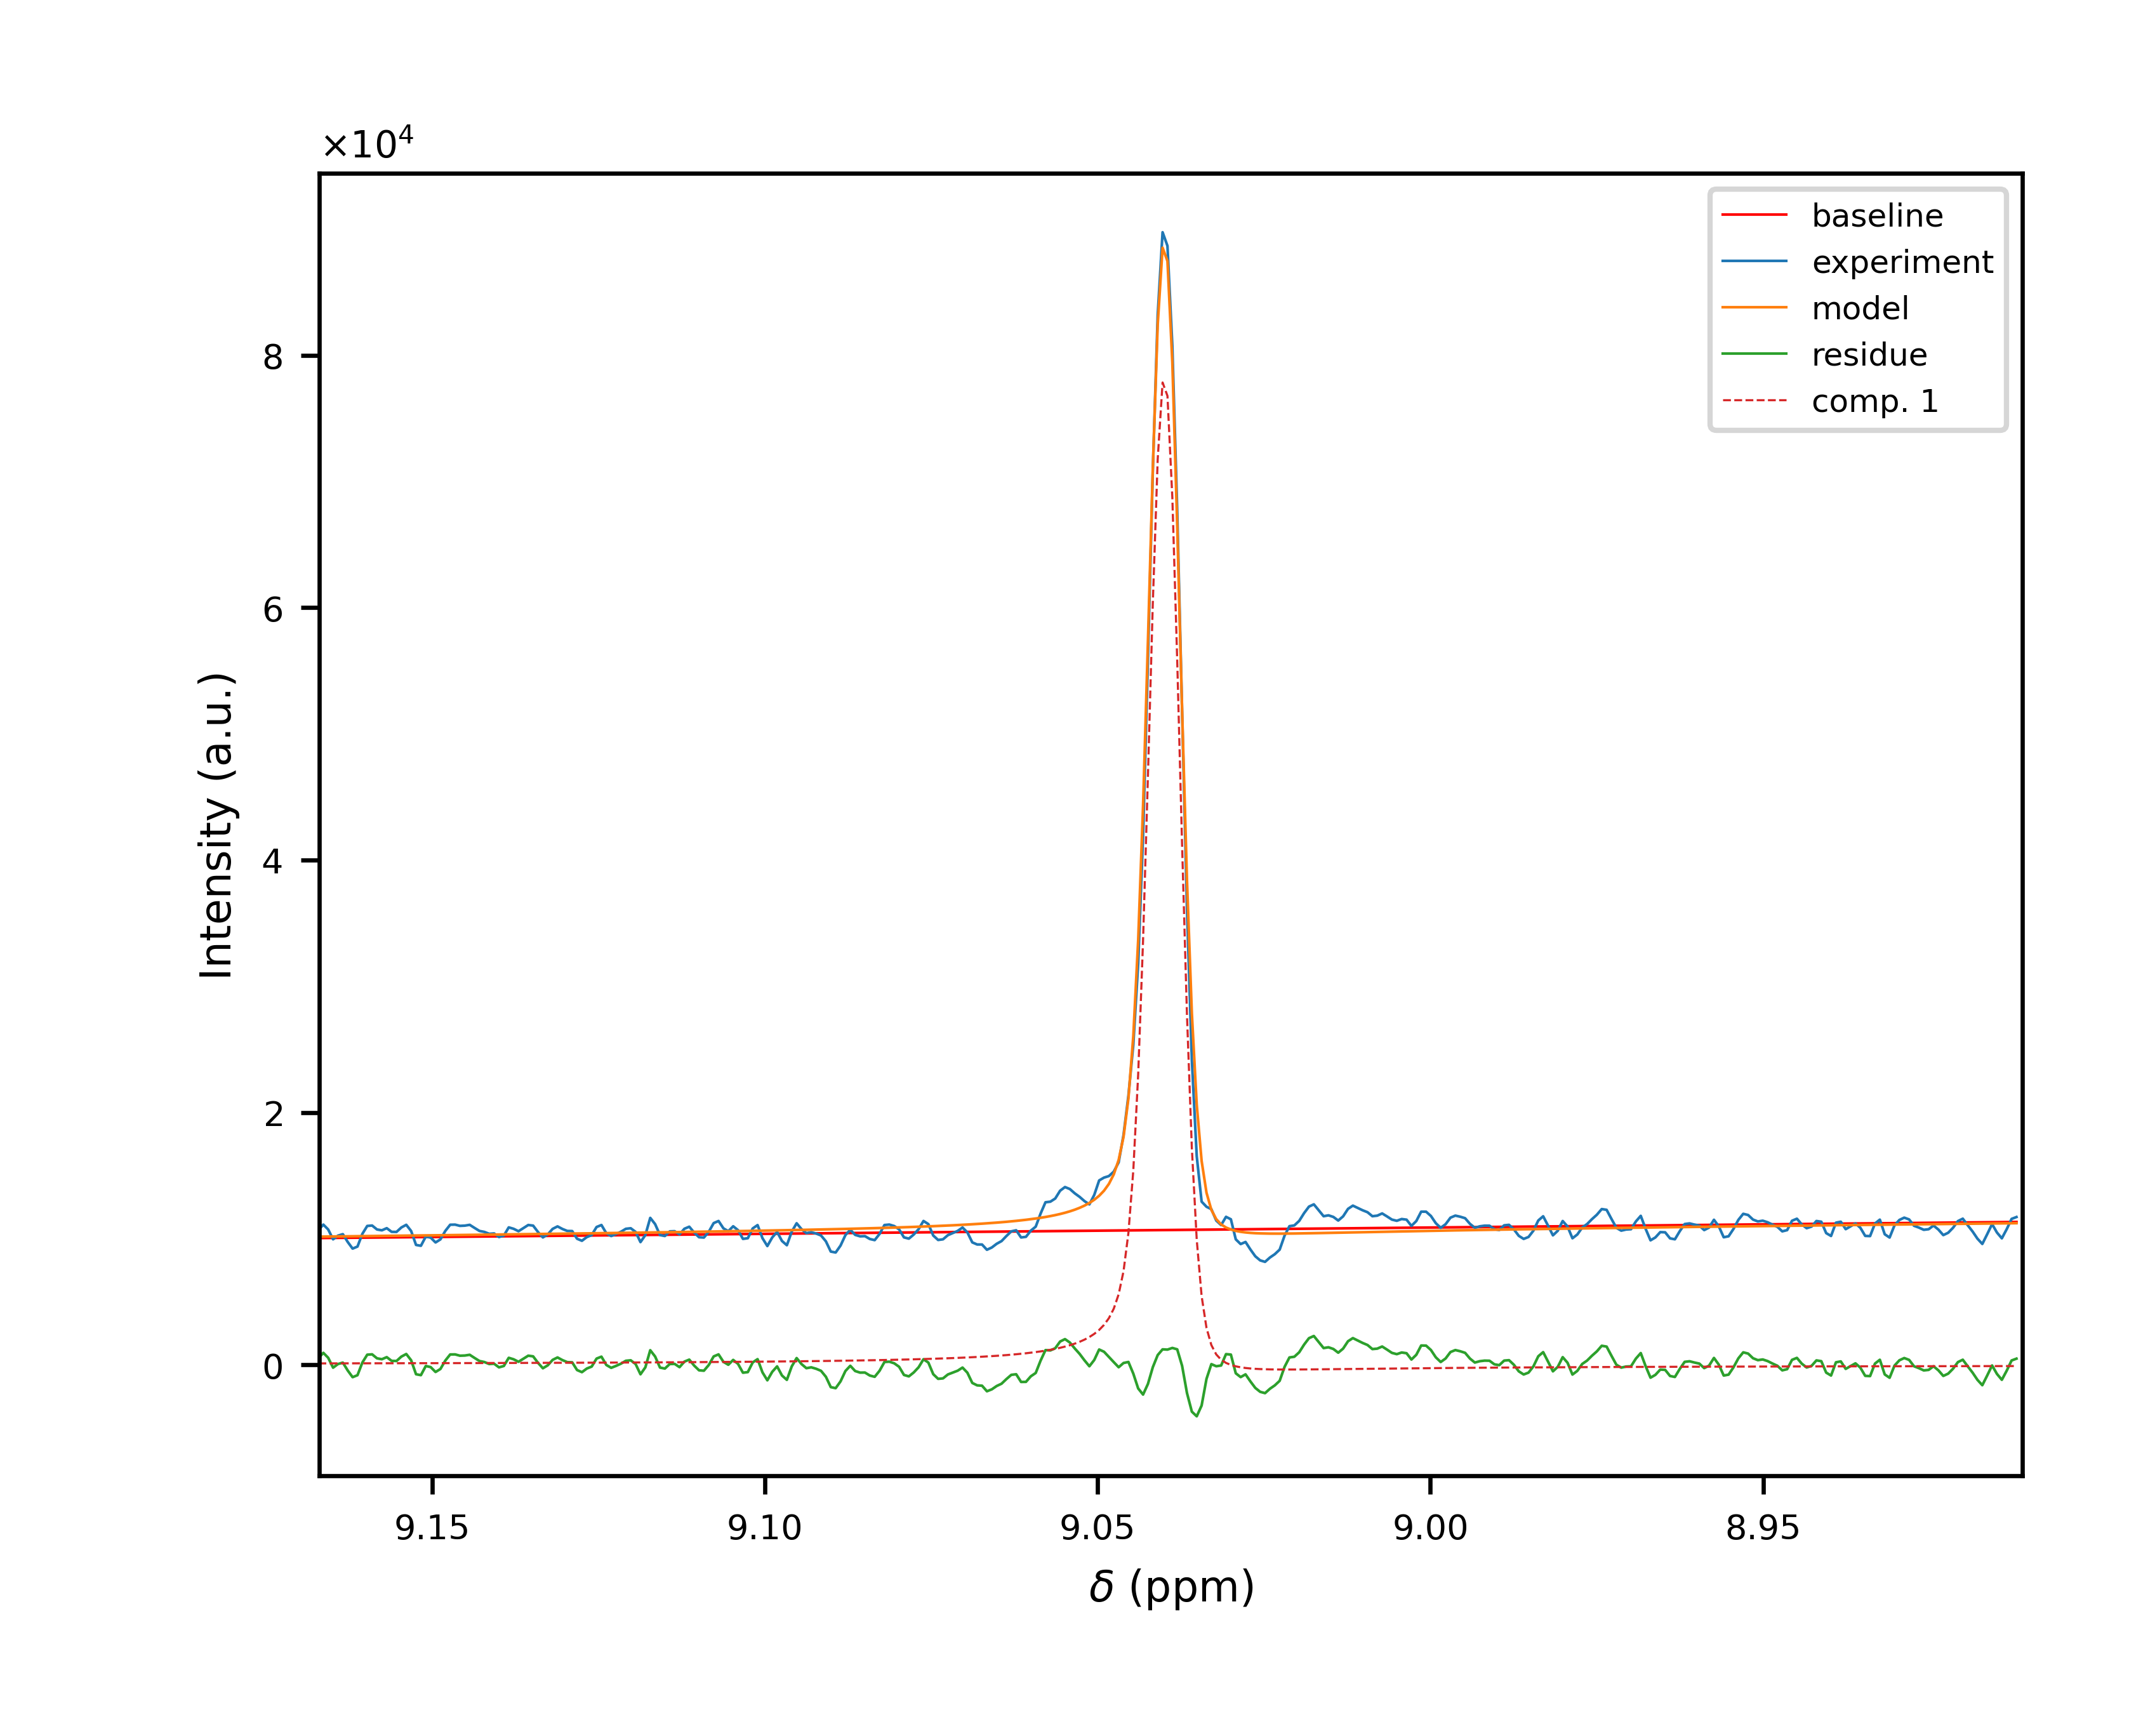 ×10⁴
baseline
experiment
model
residue
comp. 1
8
6
4
2
0
Intensity (a.u.)
9.15 9.10 9.05 9.00 8.95
δ (ppm)